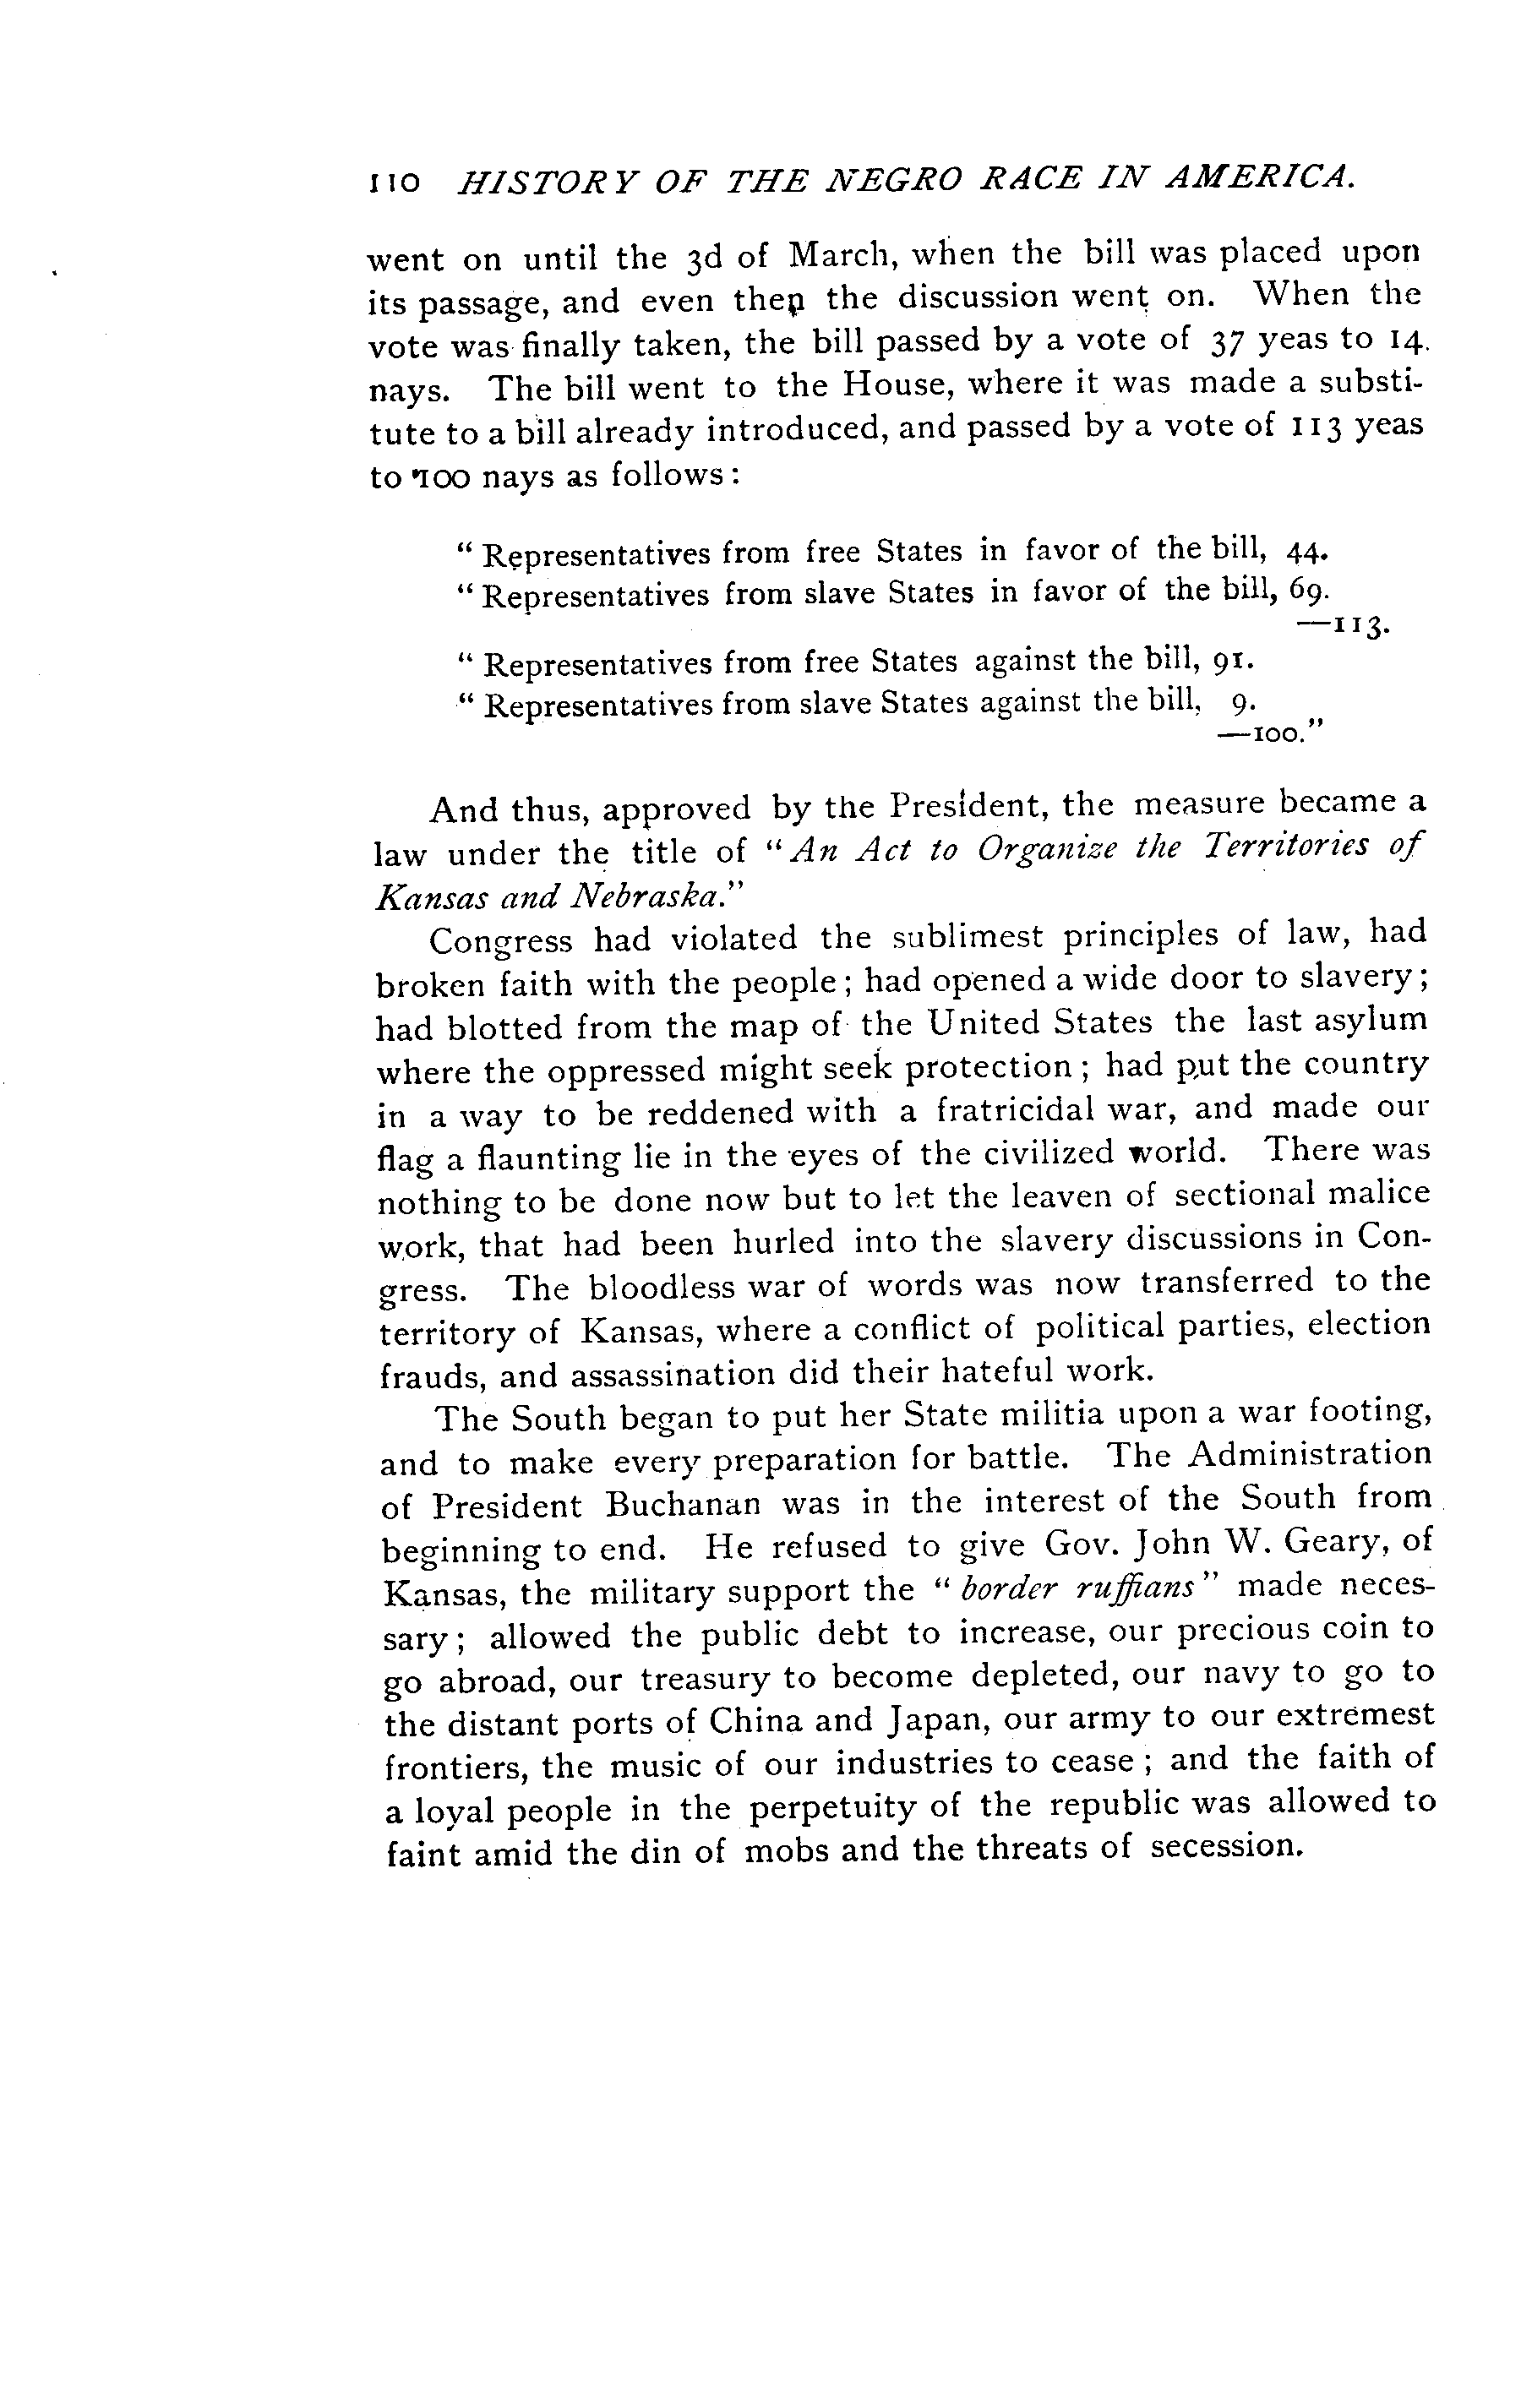 110 HISTORY OF THE NEGRO RACE IN AMERICA.
went on until the 3d of March, when the bill was placed upon
its passage, and even then the discussion went on. When the
vote was finally taken, the bill passed by a vote of 37 yeas to 14
nays. The bill went to the House, where it was made a substi-
tute to a bill already introduced, and passed by a vote of 113 yeas
to 100 nays as follows:
" Representatives from free States in favor of the bill, 44.
" Representatives from slave States in favor of the bill, 69.
—113.
" Representatives from free States against the bill, 91.
" Representatives from slave States against the bill, 9.
—100."
And thus, approved by the President, the measure became a
law under the title of " An Act to Organize the Territories of
Kansas and Nebraska."
Congress had violated the sublimest principles of law, had
broken faith with the people; had opened a wide door to slavery;
had blotted from the map of the United States the last asylum
where the oppressed might seek protection; had put the country
in a way to be reddened with a fratricidal war, and made our
flag a flaunting lie in the eyes of the civilized world. There was
nothing to be done now but to let the leaven of sectional malice
work, that had been hurled into the slavery discussions in Con-
gress. The bloodless war of words was now transferred to the
territory of Kansas, where a conflict of political parties, election
frauds, and assassination did their hateful work.
The South began to put her State militia upon a war footing,
and to make every preparation for battle. The Administration
of President Buchanan was in the interest of the South from
beginning to end. He refused to give Gov. John W. Geary, of
Kansas, the military support the " border ruffians" made neces-
sary; allowed the public debt to increase, our precious coin to
go abroad, our treasury to become depleted, our navy to go to
the distant ports of China and Japan, our army to our extremest
frontiers, the music of our industries to cease; and the faith of
a loyal people in the perpetuity of the republic was allowed to
faint amid the din of mobs and the threats of secession.